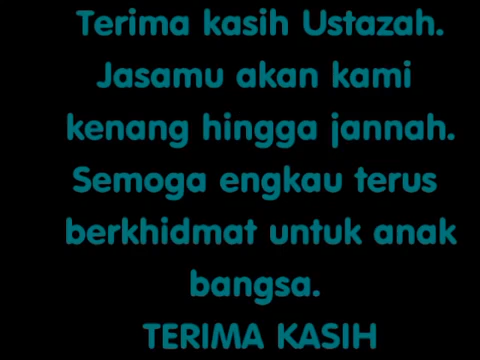 Terima kasih Ustazah.
Jasamu akan kami
kenang hingga jannah.
Semoga engkau terus
berkhidmat untuk anak
bangsa.
TERIMA KASIH